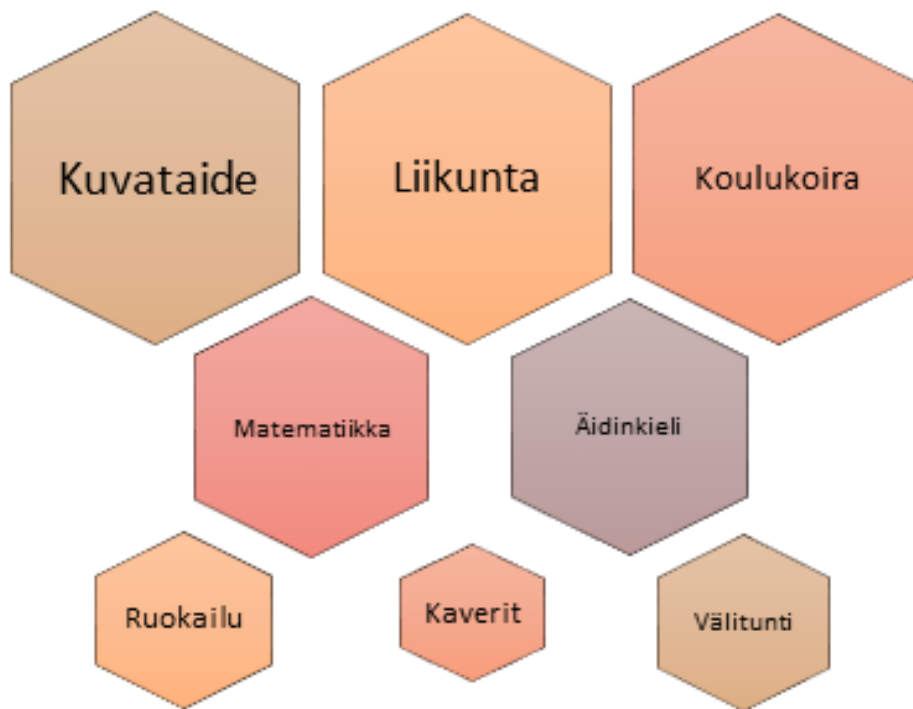 Kuvataide
Liikunta
Koulukoira
Matematiikka
Äidinkieli
Ruokailu
Kaverit
Välitunti